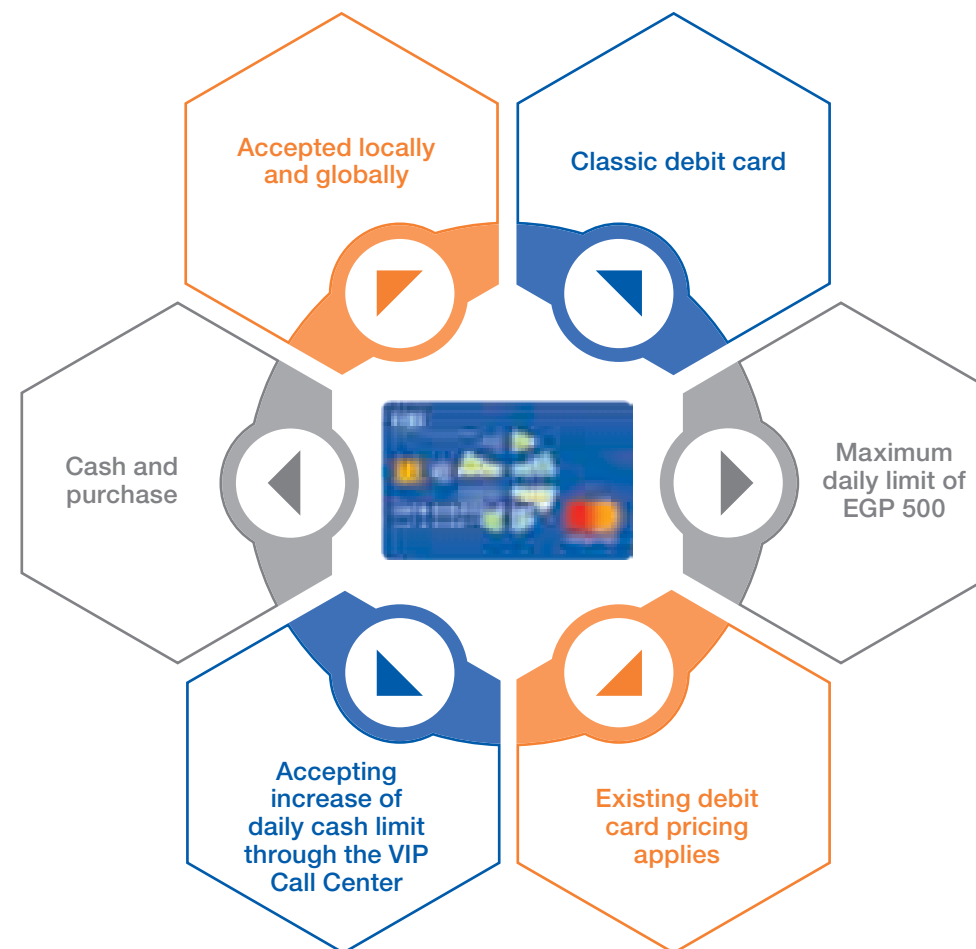 Accepted locally
and globally
Classic debit card
Cash and
purchase
Maximum
daily limit of
EGP 500
Accepting
increase of
daily cash limit
through the VIP
Call Center
Existing debit
card pricing
applies